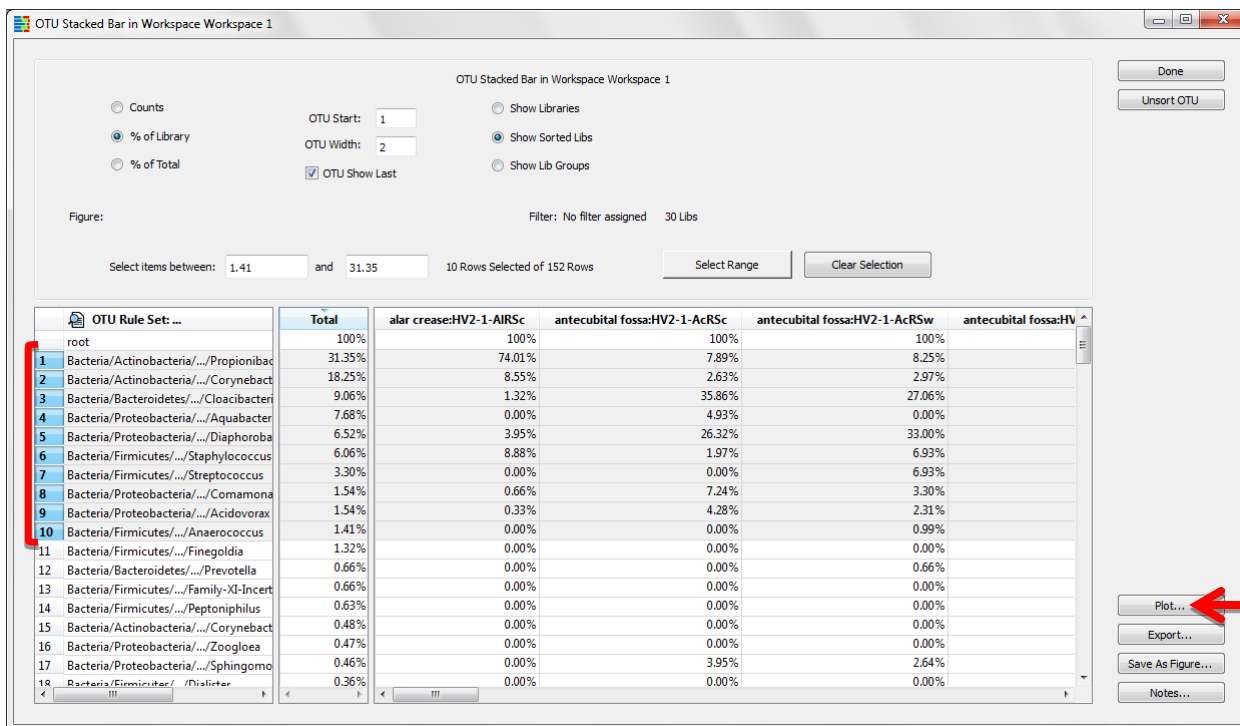 OTU Stacked Bar in Workspace Workspace 1
OTU Stacked Bar in Workspace Workspace 1
Done
Unsort OTU
Counts
% of Library
% of Total
OTU Start: 1
OTU Width: 2
OTU Show Last
Show Libraries
Show Sorted Libs
Show Lib Groups
Figure: Filter: No filter assigned 30 Libs
Select items between: 1.41 and 31.35 10 Rows Selected of 152 Rows Select Range Clear Selection
OTU Rule Set: ... Total alar crease:HV2-1-AlRSc antecubital fossa:HV2-1-AcRSc antecubital fossa:HV2-1-AcRSw antecubital fossa:HV
root 100% 100% 100% 100%
1 Bacteria/Actinobacteria/.../Propionibac 31.35% 74.01% 7.89% 8.25%
2 Bacteria/Actinobacteria/.../Corynebact 18.25% 8.55% 2.63% 2.97%
3 Bacteria/Bacteroidetes/.../Cloacibacteri 9.06% 1.32% 35.86% 27.06%
4 Bacteria/Proteobacteria/.../Aquabacter 7.68% 0.00% 4.93% 0.00%
5 Bacteria/Proteobacteria/.../Diaphoroba 6.52% 3.95% 26.32% 33.00%
6 Bacteria/Firmicutes/.../Staphylococcus 6.06% 8.88% 1.97% 6.93%
7 Bacteria/Firmicutes/.../Streptococcus 3.30% 0.00% 0.00% 6.93%
8 Bacteria/Proteobacteria/.../Comamona 1.54% 0.66% 7.24% 3.30%
9 Bacteria/Proteobacteria/.../Acidovorax 1.54% 0.33% 4.28% 2.31%
10 Bacteria/Firmicutes/.../Anaerococcus 1.41% 0.00% 0.00% 0.99%
11 Bacteria/Firmicutes/.../Finegoldia 1.32% 0.00% 0.00% 0.00%
12 Bacteria/Bacteroidetes/.../Prevotella 0.66% 0.00% 0.00% 0.66%
13 Bacteria/Firmicutes/.../Family-XI-Incert 0.66% 0.00% 0.00% 0.00%
14 Bacteria/Firmicutes/.../Peptoniphilus 0.63% 0.00% 0.00% 0.00%
15 Bacteria/Actinobacteria/.../Corynebact 0.48% 0.00% 0.00% 0.00%
16 Bacteria/Proteobacteria/.../Zoogloea 0.47% 0.00% 0.00% 0.00%
17 Bacteria/Proteobacteria/.../Sphingomo 0.46% 0.00% 3.95% 2.64%
18 Bacteria/Firmicutes/.../Dialister 0.36% 0.00% 0.00% 0.00%
Plot...
Export...
Save As Figure...
Notes...